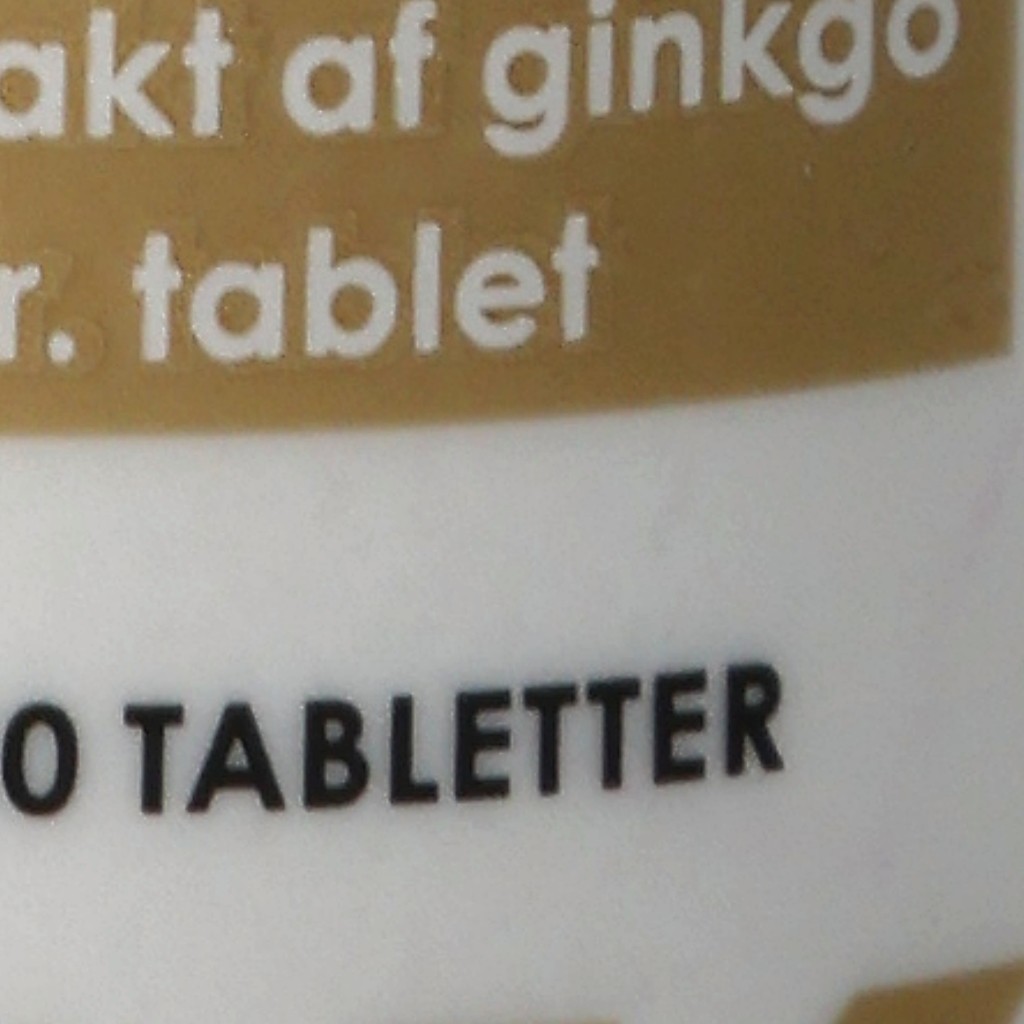 akt af ginkgo
r. tablet
0 TABLETTER